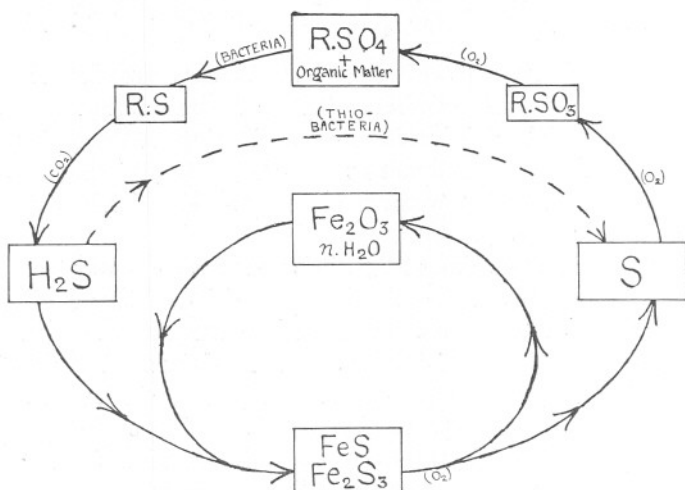 R.SO₄
+
Organic Matter
(BACTERIA)
(O₂)
R.S
R.SO₃
(THIO-
BACTERIA)
(CO₂)
(O₂)
Fe₂O₃
n.H₂O
H₂S
S
FeS
Fe₂S₃
(O₂)